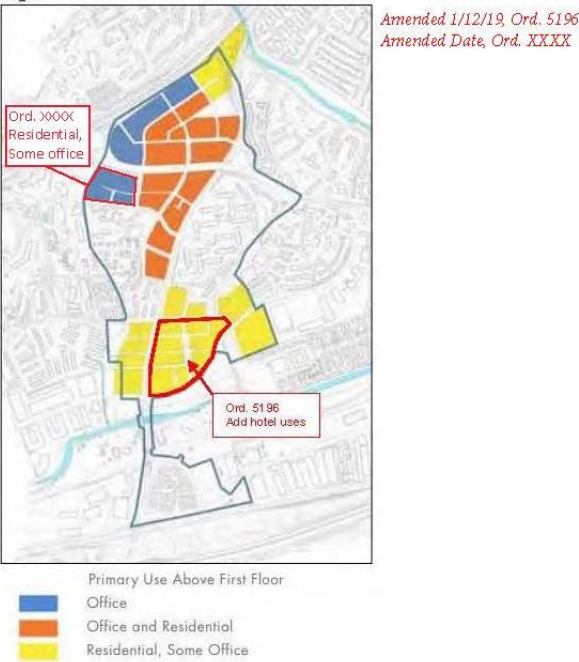 Amended 1/12/19, Ord. 5196
Amended Date, Ord. XXXX
Ord. XXXX
Residential,
Some office
Ord. 5196
Add hotel uses
Primary Use Above First Floor
Office
Office and Residential
Residential, Some Office